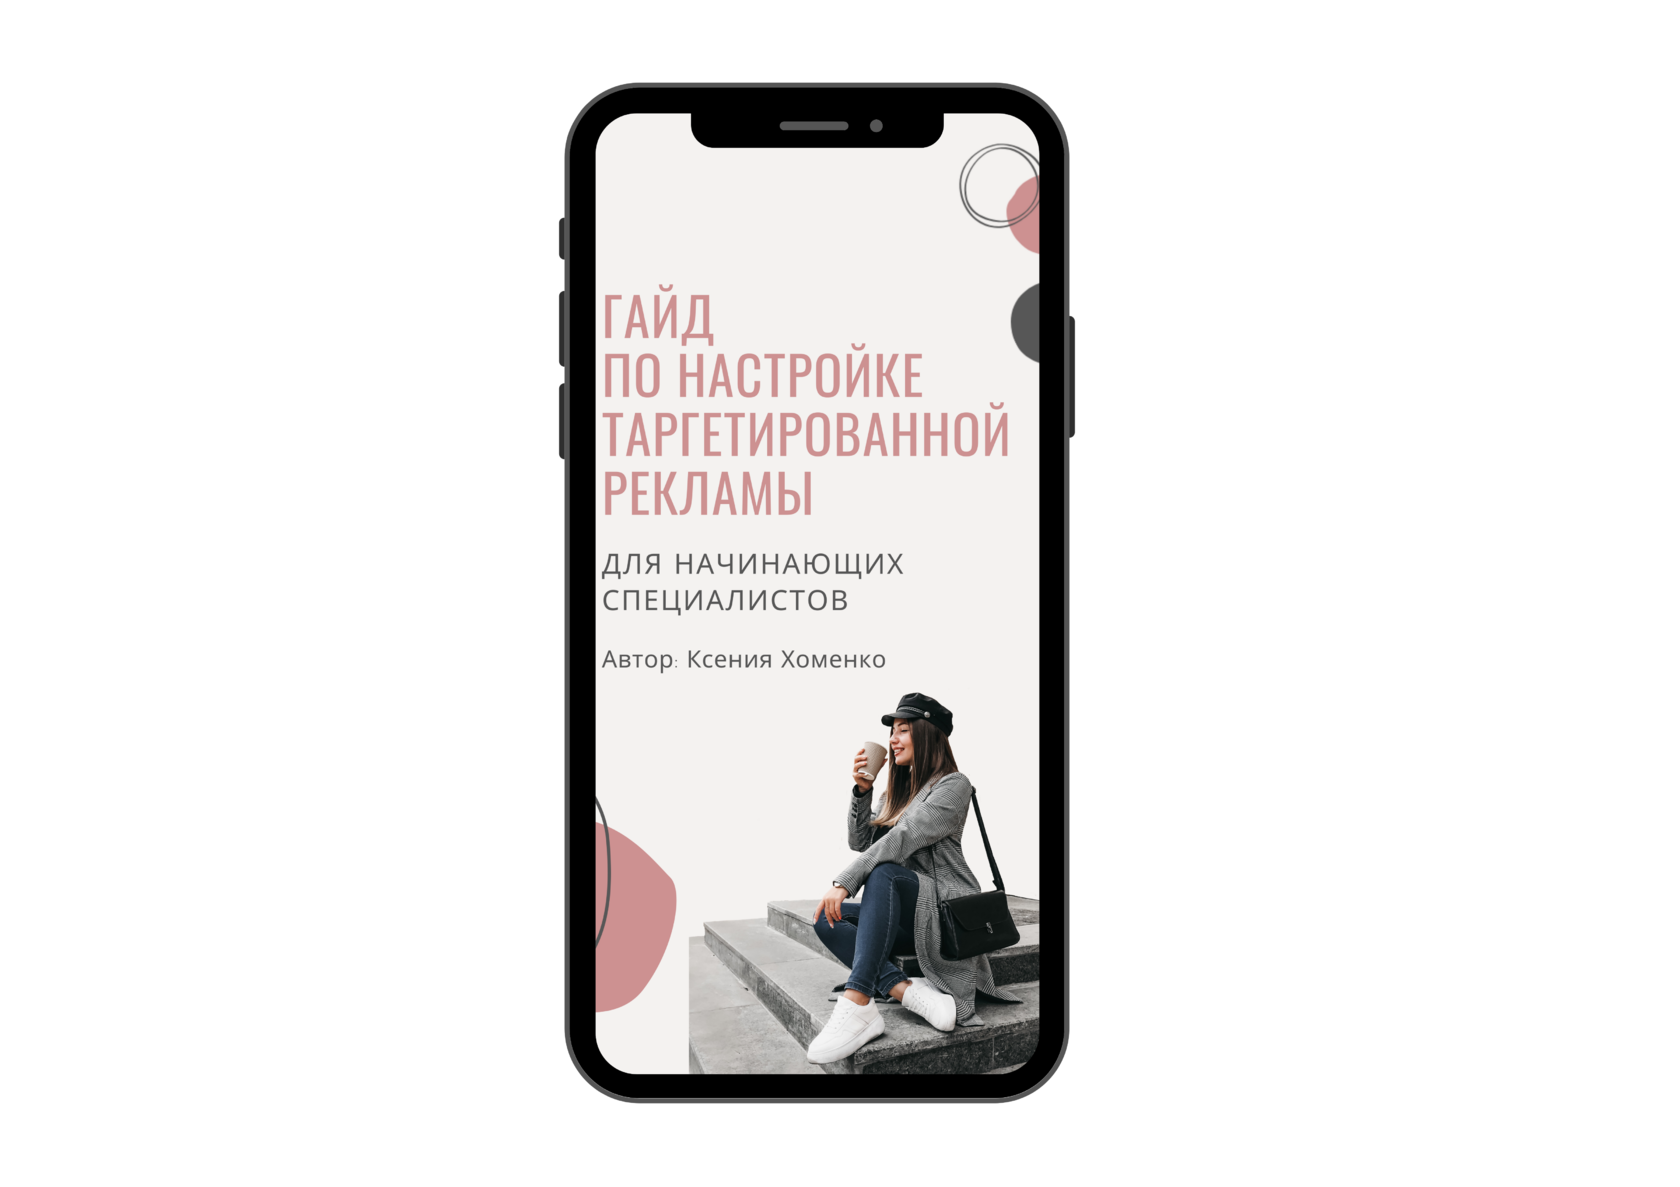 ГАЙД
ПО НАСТРОЙКЕ
ТАРГЕТИРОВАННОЙ
РЕКЛАМЫ
ДЛЯ НАЧИНАЮЩИХ
СПЕЦИАЛИСТОВ
Автор: Ксения Хоменко